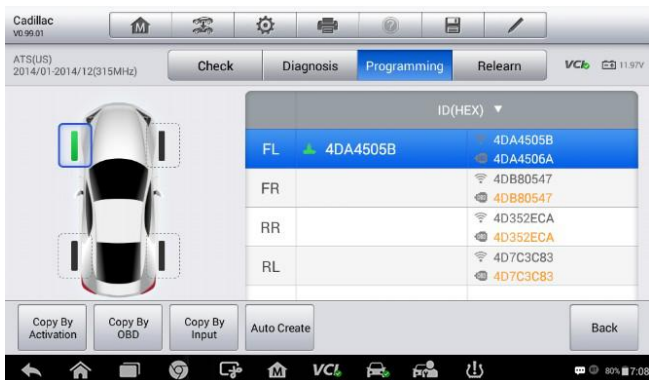 Cadillac
V0.99.01
ATS(US)
2014/01-2014/12(315MHz)
Check
Diagnosis
Programming
Relearn
VCI
11.97V
ID(HEX) ▼
FL 4DA4505B 4DA4505B
4DA4506A
FR 4DB80547
4DB80547
RR 4D352ECA
4D352ECA
RL 4D7C3C83
4D7C3C83
Copy By
Activation
Copy By
OBD
Copy By
Input
Auto Create
Back
VCI
80% 7:08